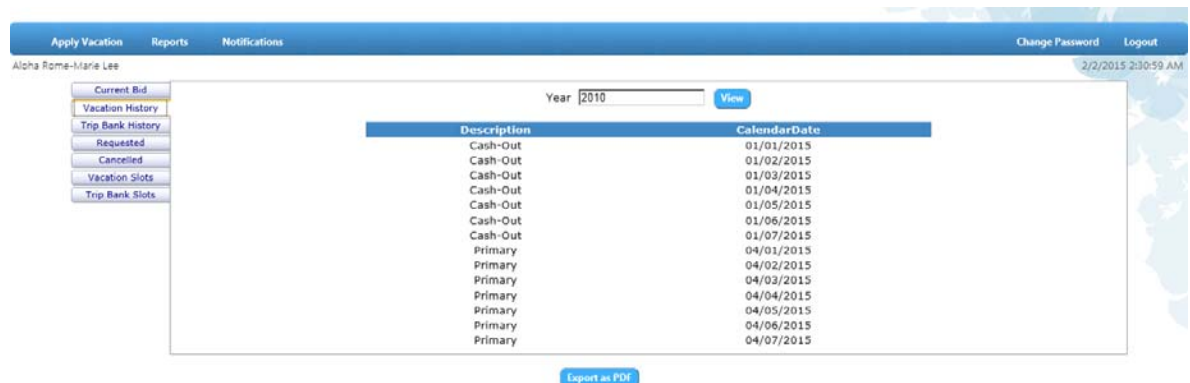 Apply Vacation Reports Notifications Change Password Logout
Aloha Rome-Marie Lee 2/2/2015 2:30:59 AM
Current Bid
Vacation History
Trip Bank History
Requested
Cancelled
Vacation Slots
Trip Bank Slots
Year 2010 View
Description CalendarDate
Cash-Out 01/01/2015
Cash-Out 01/02/2015
Cash-Out 01/03/2015
Cash-Out 01/04/2015
Cash-Out 01/05/2015
Cash-Out 01/06/2015
Cash-Out 01/07/2015
Primary 04/01/2015
Primary 04/02/2015
Primary 04/03/2015
Primary 04/04/2015
Primary 04/05/2015
Primary 04/06/2015
Primary 04/07/2015
Export as PDF